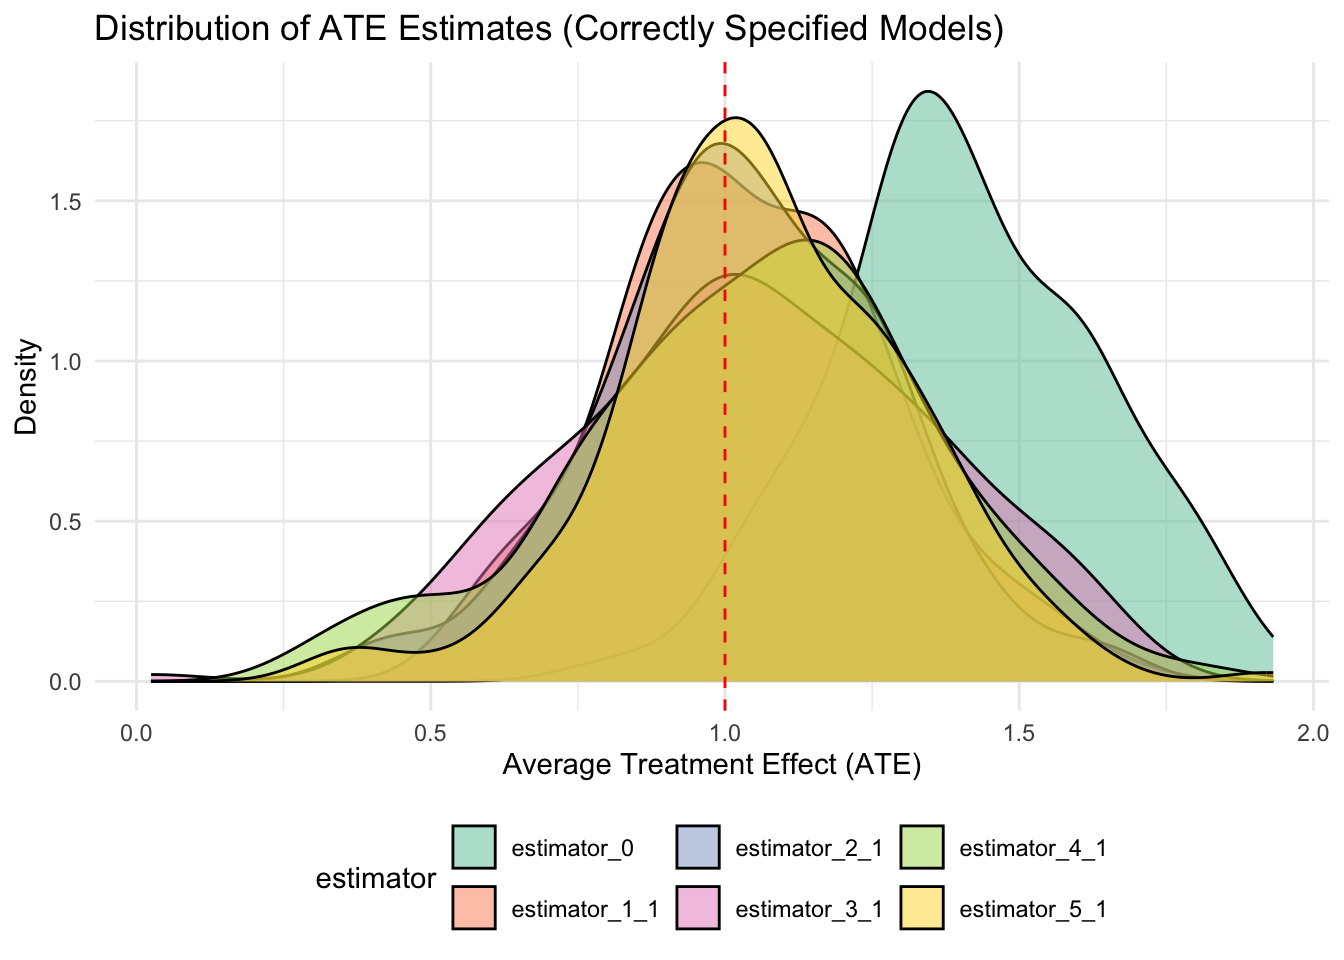 Distribution of ATE Estimates (Correctly Specified Models)
Density
1.5
1.0
0.5
0.0
0.0 0.5 1.0 1.5 2.0
Average Treatment Effect (ATE)
estimator
estimator_0 estimator_2_1 estimator_4_1
estimator_1_1 estimator_3_1 estimator_5_1